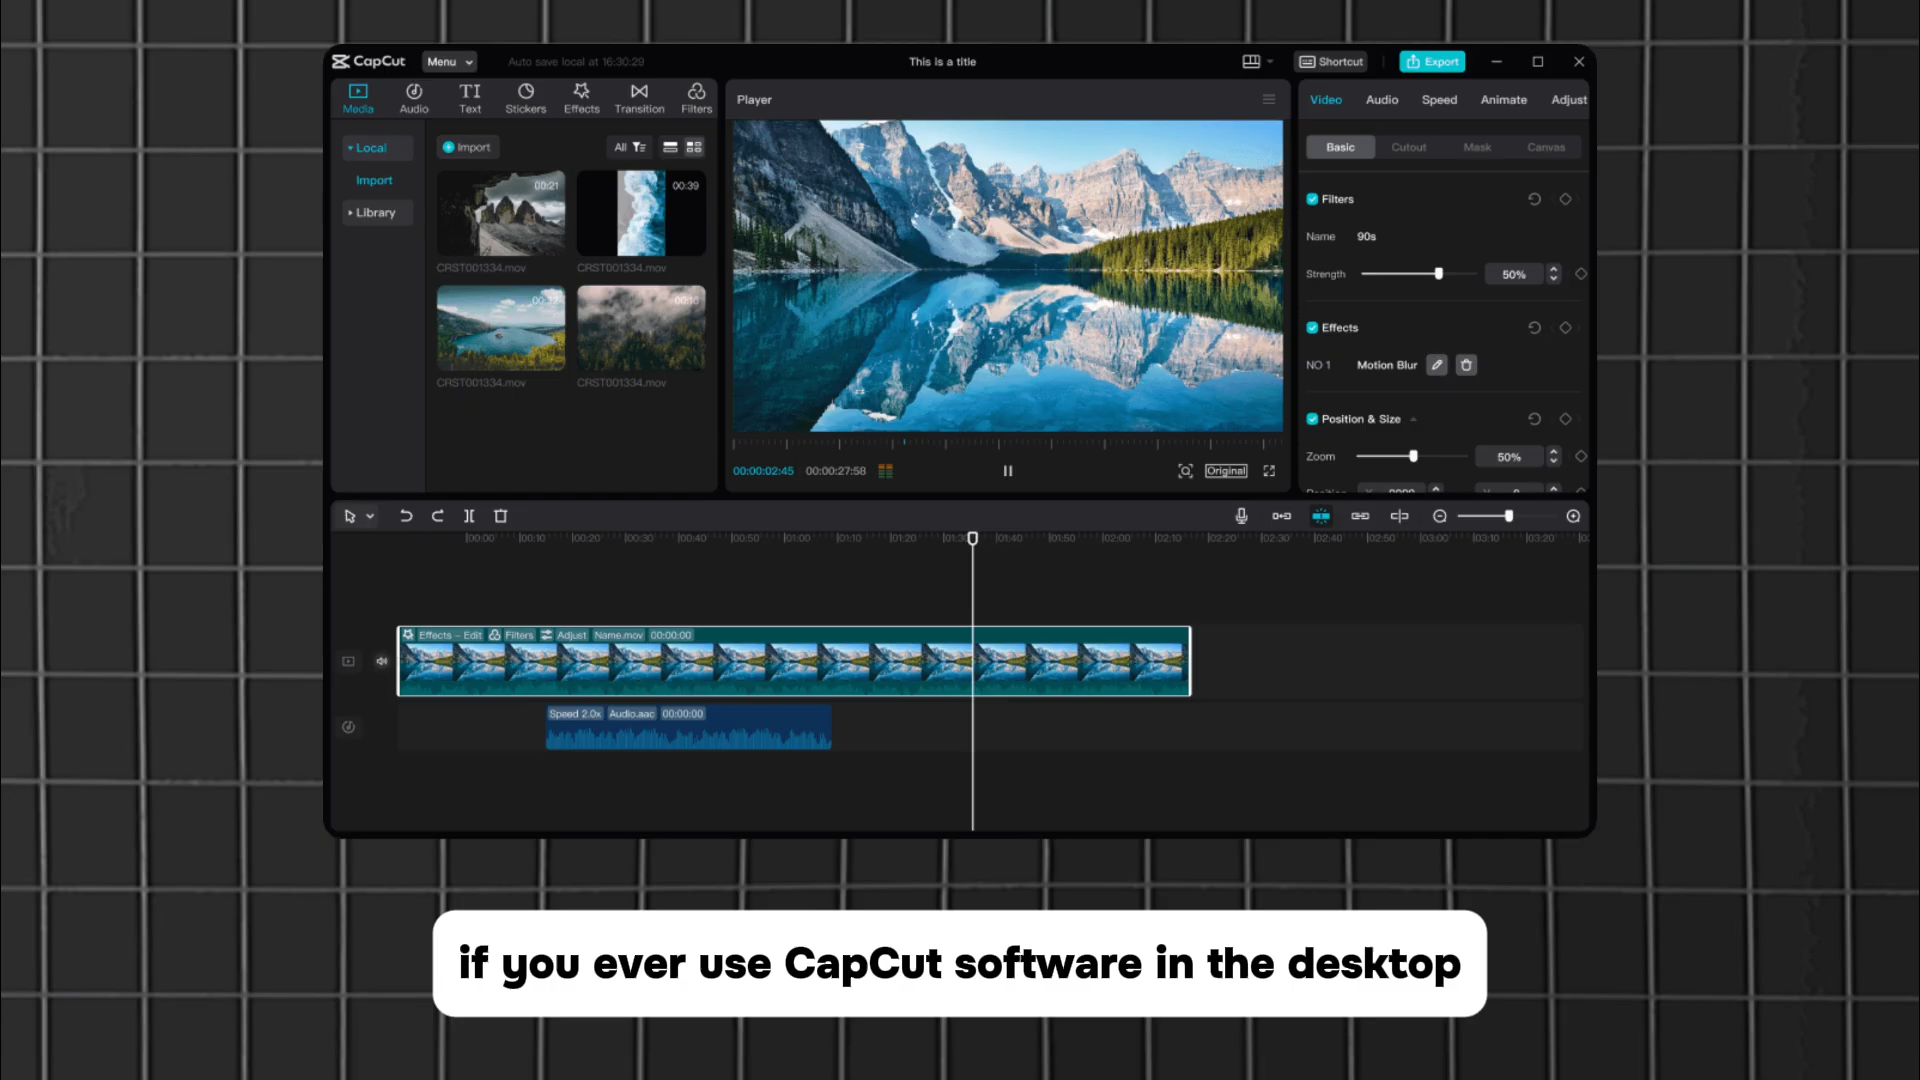 CapCut Menu Auto save local at 16:30:29 This is a title Shortcut Export
Media Audio Text Stickers Effects Transition Filters
Local
Import
Library
Import All
00:21
CRST001334.mov
00:39
CRST001334.mov
CRST001334.mov
00:10
CRST001334.mov
Player
00:00:02:45 00:00:27:58 Original
Video Audio Speed Animate Adjust
Basic Cutout Mask Canvas
Filters
Name 90s
Strength 50%
Effects
NO 1 Motion Blur
Position & Size
Zoom 50%
00:00 00:10 00:20 00:30 00:40 00:50 01:00 01:10 01:20 01:30 01:40 01:50 02:00 02:10 02:20 02:30 02:40 02:50 03:00 03:10 03:20
Effects - Edit Filters Adjust Name.mov 00:00:00
Speed 2.0x Audio.aac 00:00:00
if you ever use CapCut software in the desktop